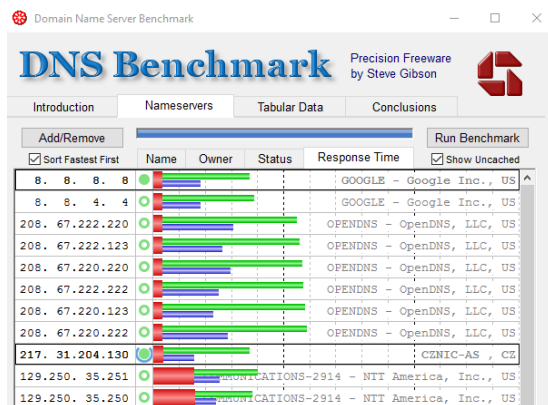 Domain Name Server Benchmark
DNS Benchmark
Precision Freeware
by Steve Gibson
Introduction Nameservers Tabular Data Conclusions
Add/Remove Run Benchmark
Sort Fastest First Name Owner Status Response Time Show Uncached
8. 8. 8. 8 GOOGLE - Google Inc., US
8. 8. 4. 4 GOOGLE - Google Inc., US
208. 67.222.220 OPENDNS - OpenDNS, LLC, US
208. 67.222.123 OPENDNS - OpenDNS, LLC, US
208. 67.220.220 OPENDNS - OpenDNS, LLC, US
208. 67.222.222 OPENDNS - OpenDNS, LLC, US
208. 67.220.123 OPENDNS - OpenDNS, LLC, US
208. 67.220.222 OPENDNS - OpenDNS, LLC, US
217. 31.204.130 CZNIC-AS , CZ
129.250. 35.251 NICATIONS-2914 - NTT America, Inc., US
129.250. 35.250 NICATIONS-2914 - NTT America, Inc., US